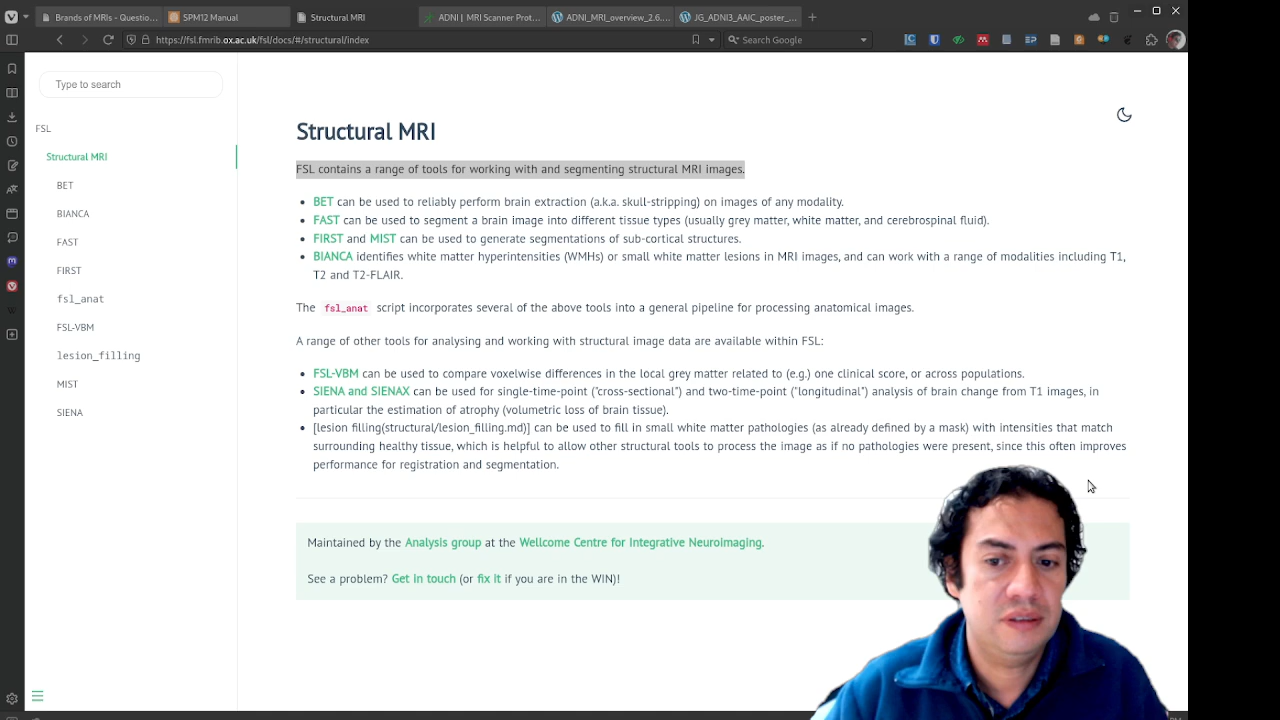 Brands of MRIs - Questio...
SPM12 Manual
Structural MRI
ADNI | MRI Scanner Prot...
ADNI_MRI_overview_2.6....
JG_ADNI3_AAIC_poster_...
https://fsl.fmrib.ox.ac.uk/fsl/docs/#/structural/index
Search Google
Type to search
FSL
Structural MRI
BET
BIANCA
FAST
FIRST
fsl_anat
FSL-VBM
lesion_filling
MIST
SIENA
Structural MRI
FSL contains a range of tools for working with and segmenting structural MRI images.
BET can be used to reliably perform brain extraction (a.k.a. skull-stripping) on images of any modality.
FAST can be used to segment a brain image into different tissue types (usually grey matter, white matter, and cerebrospinal fluid).
FIRST and MIST can be used to generate segmentations of sub-cortical structures.
BIANCA identifies white matter hyperintensities (WMHs) or small white matter lesions in MRI images, and can work with a range of modalities including T1,
T2 and T2-FLAIR.
The fsl_anat script incorporates several of the above tools into a general pipeline for processing anatomical images.
A range of other tools for analysing and working with structural image data are available within FSL:
FSL-VBM can be used to compare voxelwise differences in the local grey matter related to (e.g.) one clinical score, or across populations.
SIENA and SIENAX can be used for single-time-point ("cross-sectional") and two-time-point ("longitudinal") analysis of brain change from T1 images, in
particular the estimation of atrophy (volumetric loss of brain tissue).
[lesion filling(structural/lesion_filling.md)] can be used to fill in small white matter pathologies (as already defined by a mask) with intensities that match
surrounding healthy tissue, which is helpful to allow other structural tools to process the image as if no pathologies were present, since this often improves
performance for registration and segmentation.
Maintained by the Analysis group at the Wellcome Centre for Integrative Neuroimaging.
See a problem? Get in touch (or fix it if you are in the WIN)!